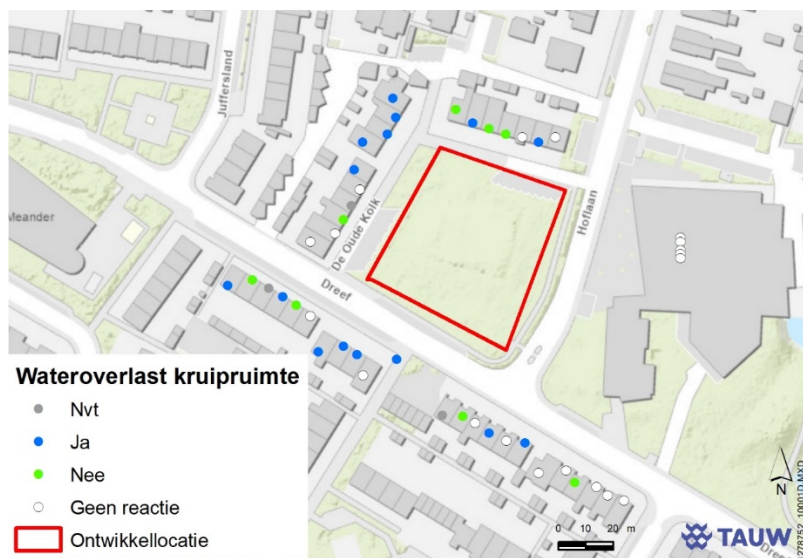 Juffersland
Meander
De Oude Kolk
Hoflaan
Dreef
Wateroverlast kruipruimte
Nvt
Ja
Nee
Geen reactie
Ontwikkellocatie
0 10 20 m
N
TAUW
Dree